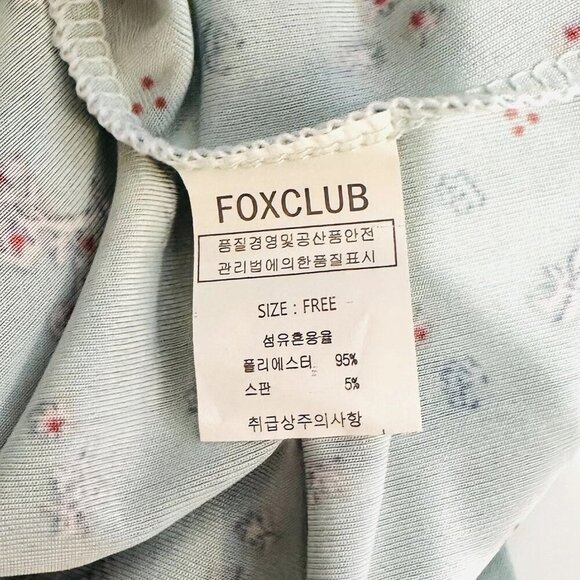 FOXCLUB
품질경영및공산품안전
관리법에의한품질표시
SIZE : FREE
섬유혼용율
폴리에스터 95%
스판 5%
취급상주의사항